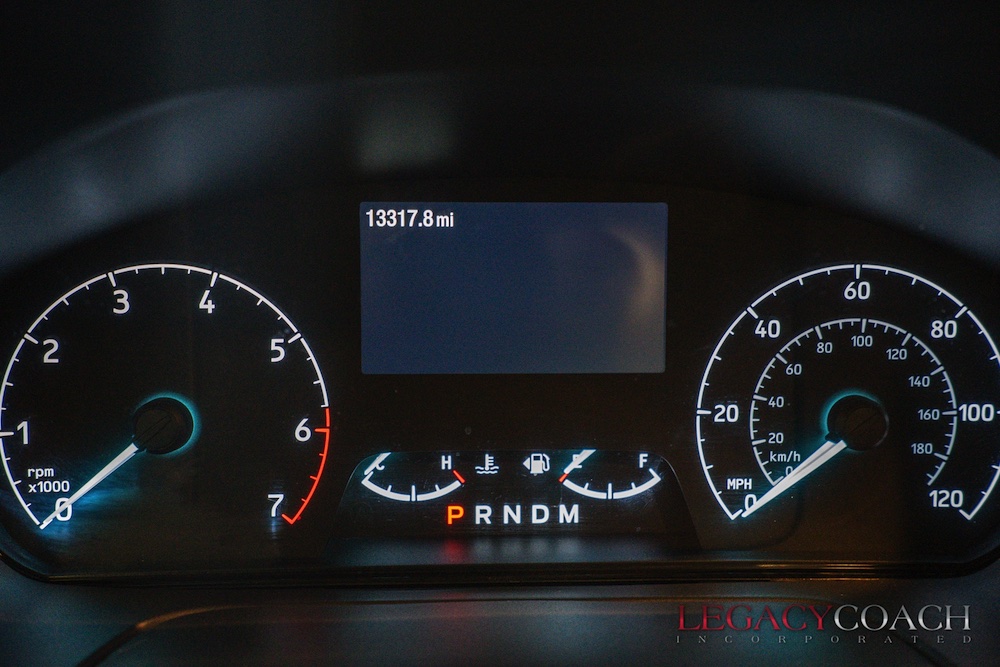 13317.8 mi
0 1 2 3 4 5 6 7
rpm
x1000
C H
E F
P R N D M
0 20 40 60 80 100 120
MPH
0 20 40 60 80 100 120 140 160 180
km/h
LEGACYCOACH
INCORPORATED